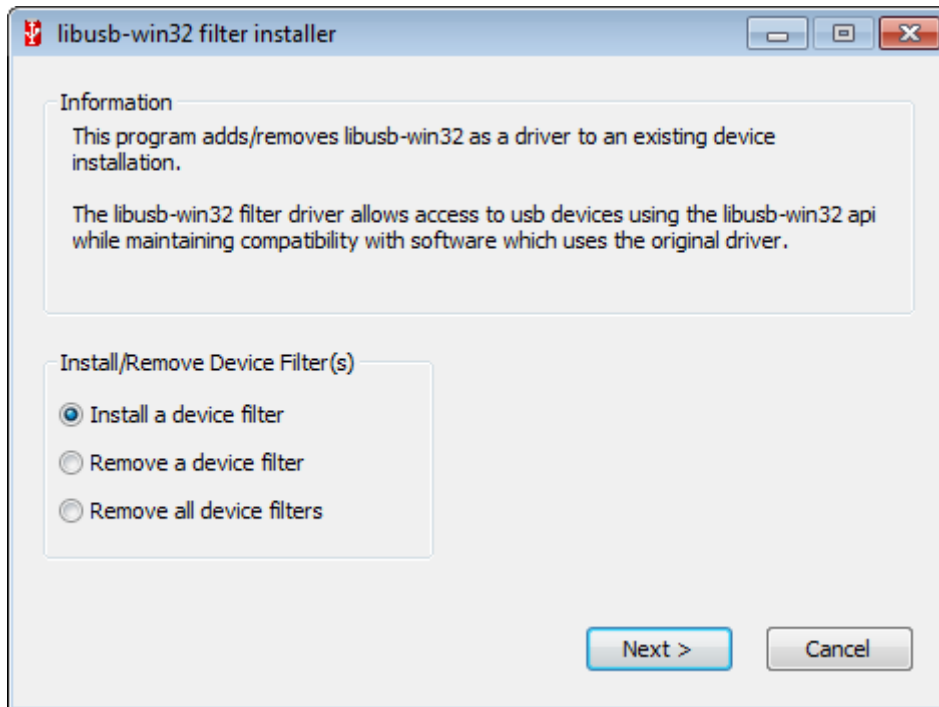 libusb-win32 filter installer
Information
This program adds/removes libusb-win32 as a driver to an existing device
installation.
The libusb-win32 filter driver allows access to usb devices using the libusb-win32 api
while maintaining compatibility with software which uses the original driver.
Install/Remove Device Filter(s)
Install a device filter
Remove a device filter
Remove all device filters
Next >
Cancel